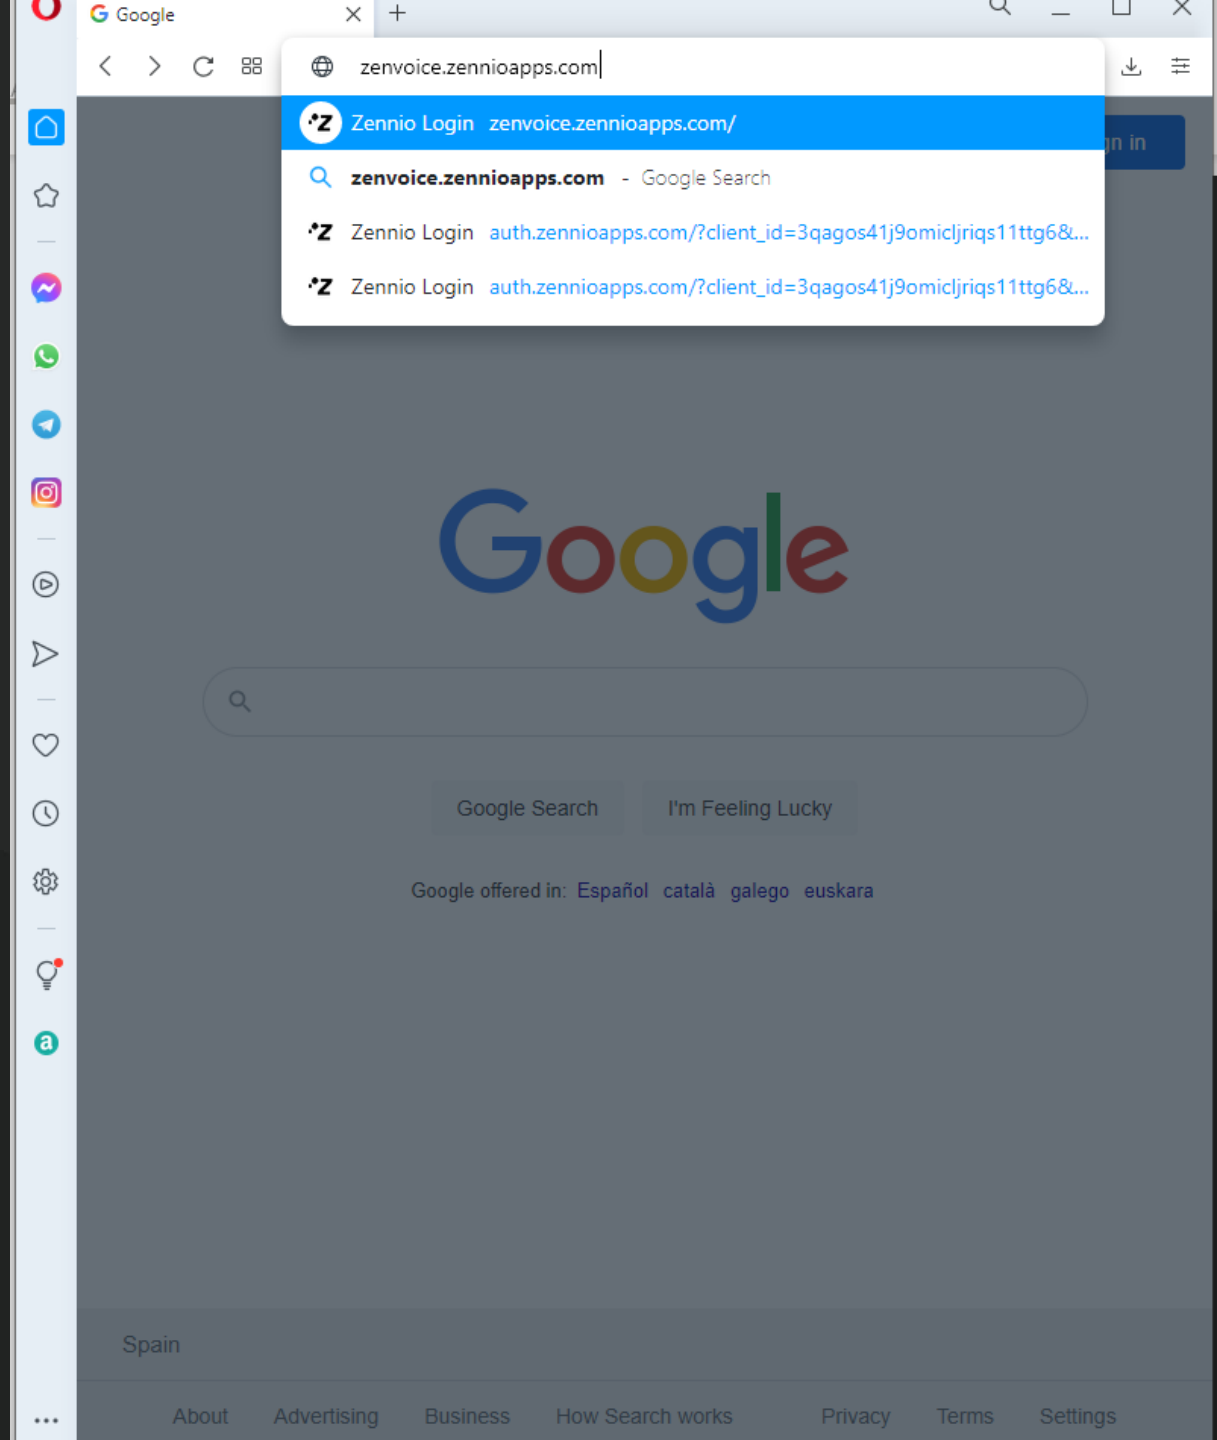 Google
zenvoice.zennioapps.com
Zennio Login zenvoice.zennioapps.com/
gn in
zenvoice.zennioapps.com - Google Search
Zennio Login auth.zennioapps.com/?client_id=3qagos41j9omicljriqs11ttg6&...
Zennio Login auth.zennioapps.com/?client_id=3qagos41j9omicljriqs11ttg6&...
Google
Google Search I'm Feeling Lucky
Google offered in: Español català galego euskara
a
Spain
About Advertising Business How Search works Privacy Terms Settings